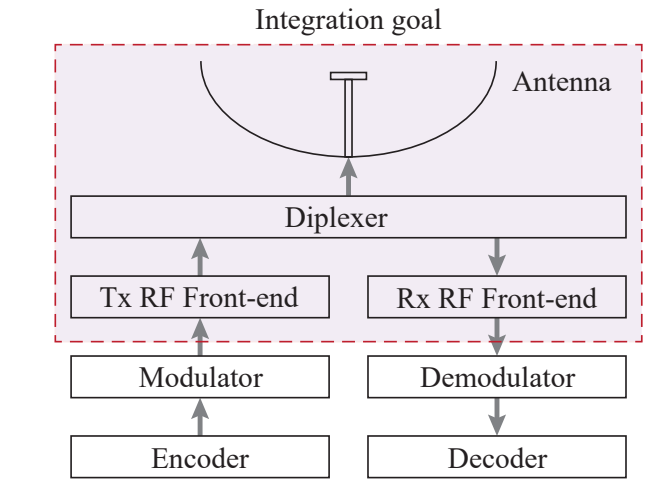 Integration goal
Antenna
Diplexer
Tx RF Front-end
Rx RF Front-end
Modulator
Demodulator
Encoder
Decoder